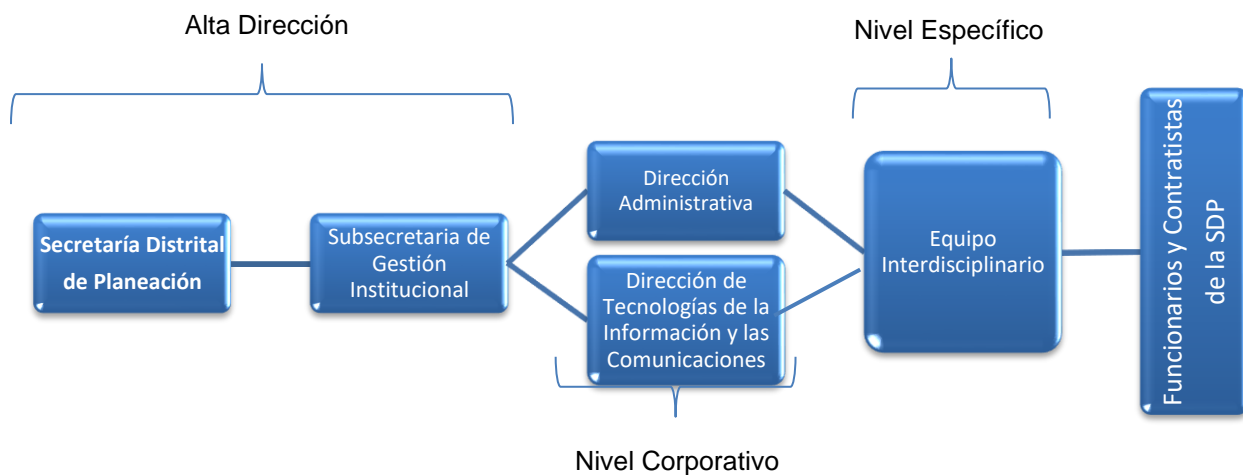 Alta Dirección
Nivel Específico
Secretaría Distrital
de Planeación
Subsecretaria de
Gestión
Institucional
Dirección
Administrativa
Dirección de
Tecnologías de la
Información y las
Comunicaciones
Equipo
Interdisciplinario
Funcionarios y Contratistas
de la SDP
Nivel Corporativo